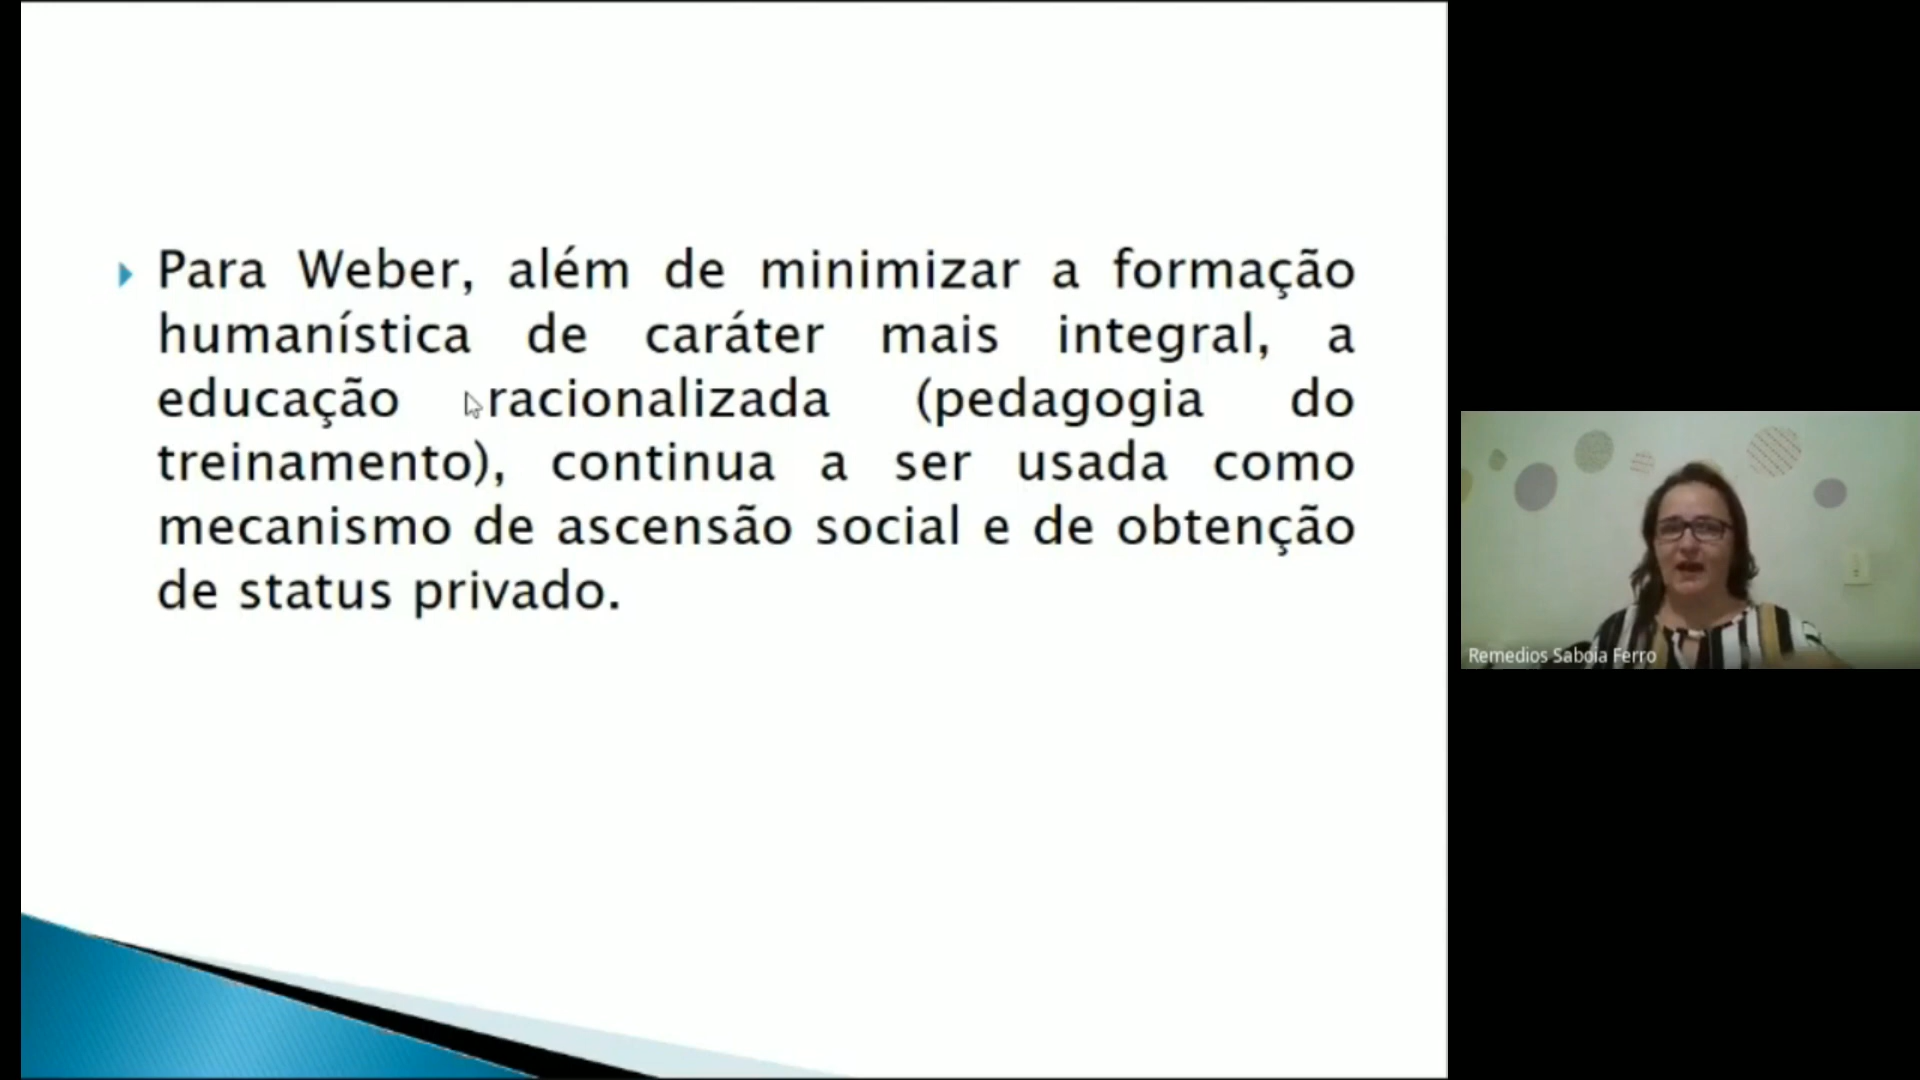 Para Weber, além de minimizar a formação
humanística de caráter mais integral, a
educação racionalizada (pedagogia do
treinamento), continua a ser usada como
mecanismo de ascensão social e de obtenção
de status privado.
Remedios Saboia Ferro